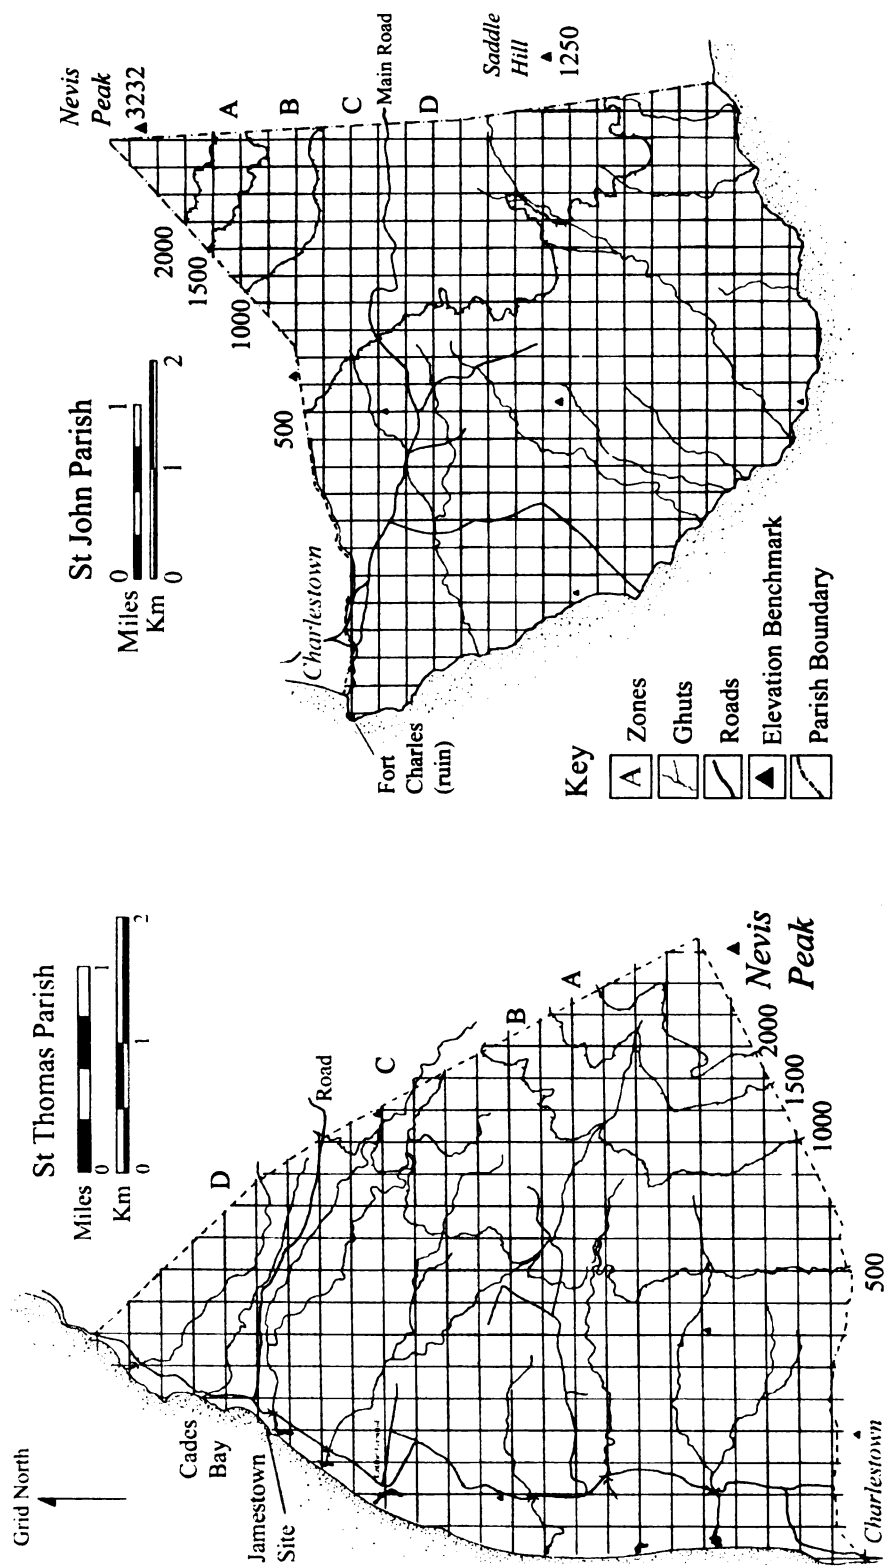 St Thomas Parish
Miles
0 1
Km
0 1 2
Grid North
Cades
Bay
Jamestown
Site
Road
D
C
B
A
Nevis
Peak
2000
1500
1000
500
Charlestown
St John Parish
Miles
0 1
Km
0 1 2
Nevis
Peak
3232
A
B
C
Main Road
D
Saddle
Hill
1250
2000
1500
1000
500
Charlestown
Fort
Charles
(ruin)
Key
A Zones
Ghuts
Roads
Elevation Benchmark
Parish Boundary